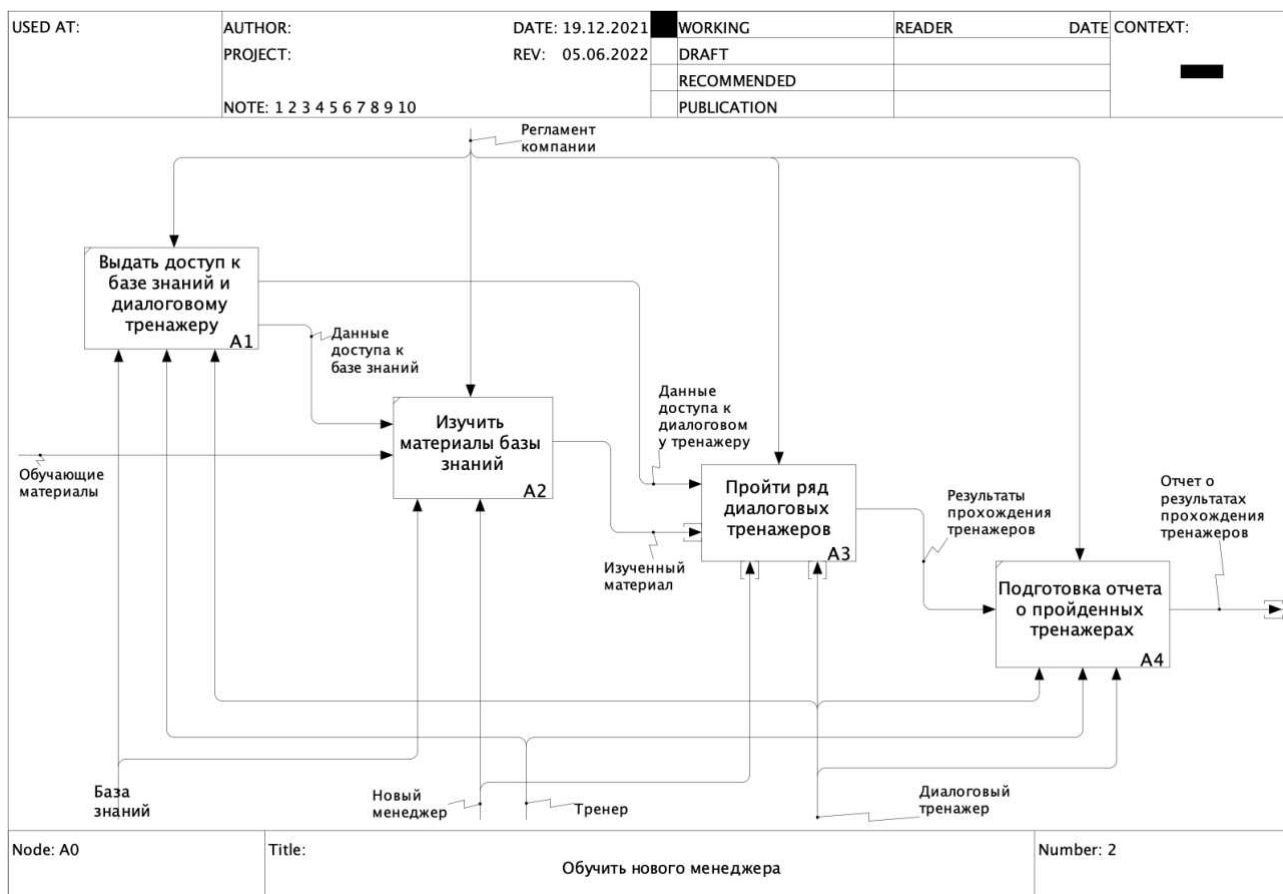 USED AT:
AUTHOR:
DATE: 19.12.2021
WORKING
READER
DATE
CONTEXT:
PROJECT:
REV: 05.06.2022
DRAFT
RECOMMENDED
NOTE: 1 2 3 4 5 6 7 8 9 10
PUBLICATION
Регламент
компании
Выдать доступ к
базе знаний и
диалоговому
тренажеру
A1
Данные
доступа к
базе знаний
Изучить
материалы базы
знаний
A2
Данные
доступа к
диалоговом
у тренажеру
Обучающие
материалы
Пройти ряд
диалоговых
тренажеров
A3
Изученный
материал
Результаты
прохождения
тренажеров
Отчет о
результатах
прохождения
тренажеров
Подготовка отчета
о пройденных
тренажерах
A4
База
знаний
Новый
менеджер
Тренер
Диалоговый
тренажер
Node: A0
Title:
Обучить нового менеджера
Number: 2